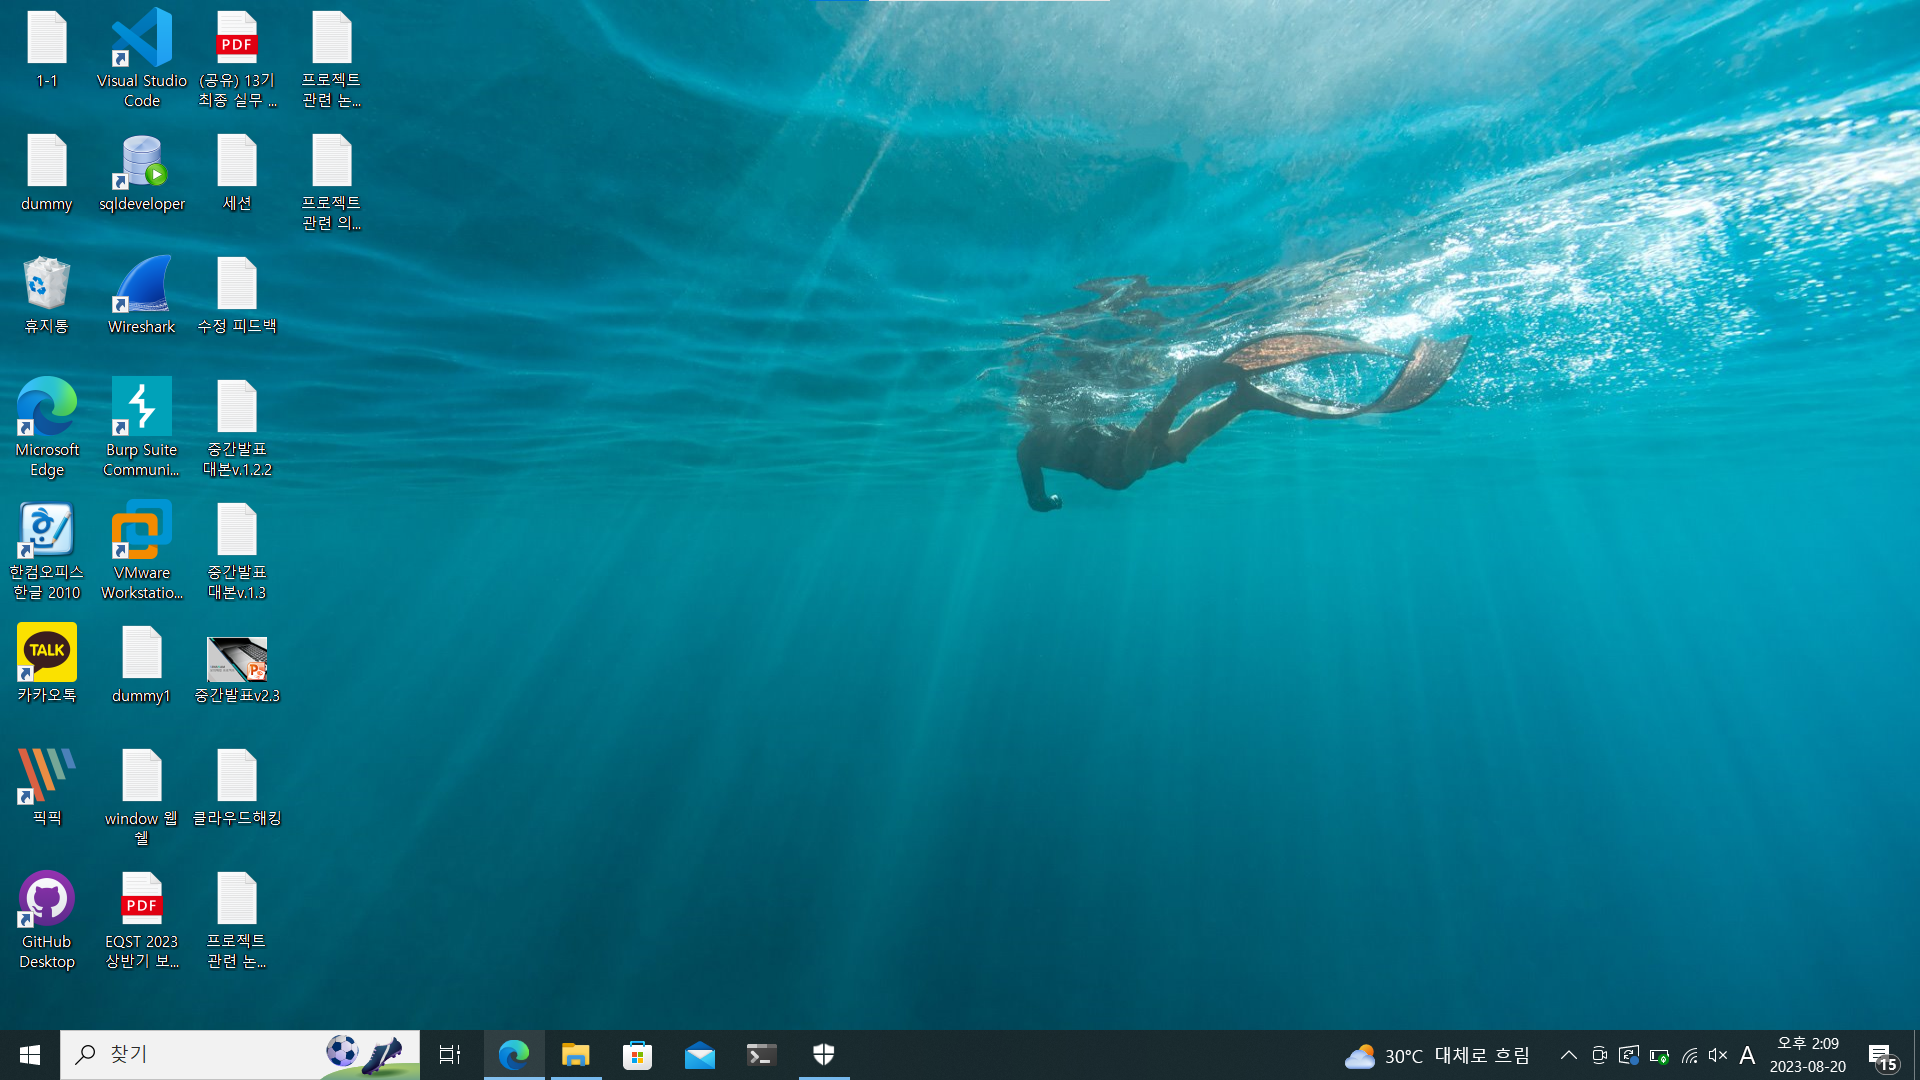 1-1
Visual Studio
Code
PDF
(공유) 13기
최종 실무 ...
프로젝트
관련 논...
dummy
sqldeveloper
세션
프로젝트
관련 의...
휴지통
Wireshark
수정 피드백
Microsoft
Edge
Burp Suite
Communi...
중간발표
대본v.1.2.2
한컴오피스
한글 2010
VMware
Workstatio...
중간발표
대본v.1.3
TALK
카카오톡
dummy1
중간발표v2.3
픽픽
window 웹
쉘
클라우드해킹
GitHub
Desktop
PDF
EQST 2023
상반기 보...
프로젝트
관련 논...
찾기
30°C 대체로 흐림
A
오후 2:09
2023-08-20
15